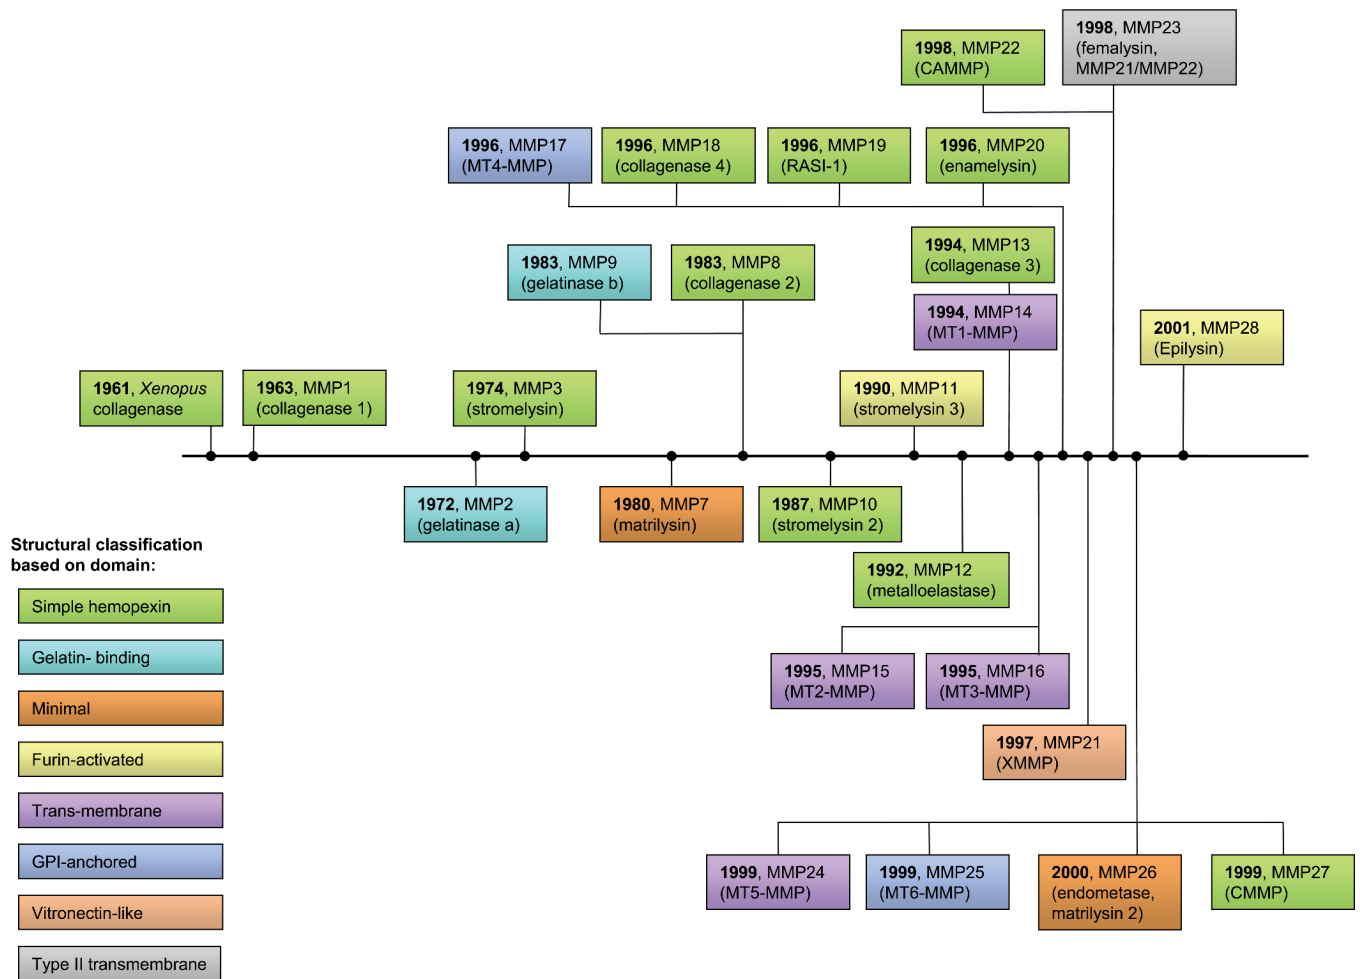 1998, MMP22
(CAMMP)
1998, MMP23
(femalysin,
MMP21/MMP22)
1996, MMP17
(MT4-MMP)
1996, MMP18
(collagenase 4)
1996, MMP19
(RASI-1)
1996, MMP20
(enamelysin)
1983, MMP9
(gelatinase b)
1983, MMP8
(collagenase 2)
1994, MMP13
(collagenase 3)
1994, MMP14
(MT1-MMP)
2001, MMP28
(Epilysin)
1961, Xenopus
collagenase
1963, MMP1
(collagenase 1)
1974, MMP3
(stromelysin)
1990, MMP11
(stromelysin 3)
1972, MMP2
(gelatinase a)
1980, MMP7
(matrilysin)
1987, MMP10
(stromelysin 2)
1992, MMP12
(metalloelastase)
1995, MMP15
(MT2-MMP)
1995, MMP16
(MT3-MMP)
1997, MMP21
(XMMP)
1999, MMP24
(MT5-MMP)
1999, MMP25
(MT6-MMP)
2000, MMP26
(endometase,
matrilysin 2)
1999, MMP27
(CMMP)
Structural classification
based on domain:
Simple hemopexin
Gelatin- binding
Minimal
Furin-activated
Trans-membrane
GPI-anchored
Vitronectin-like
Type II transmembrane